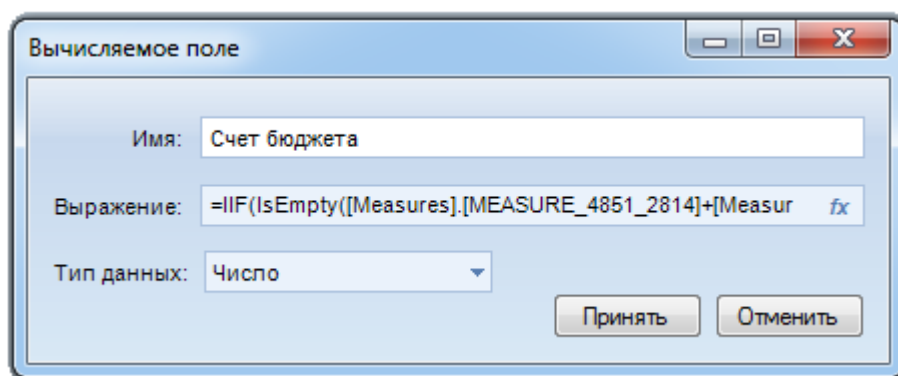 Вычисляемое поле
Имя: Счет бюджета
Выражение: =IIF(IsEmpty([Measures].[MEASURE_4851_2814]+[Measur fx
Тип данных: Число
Принять Отменить